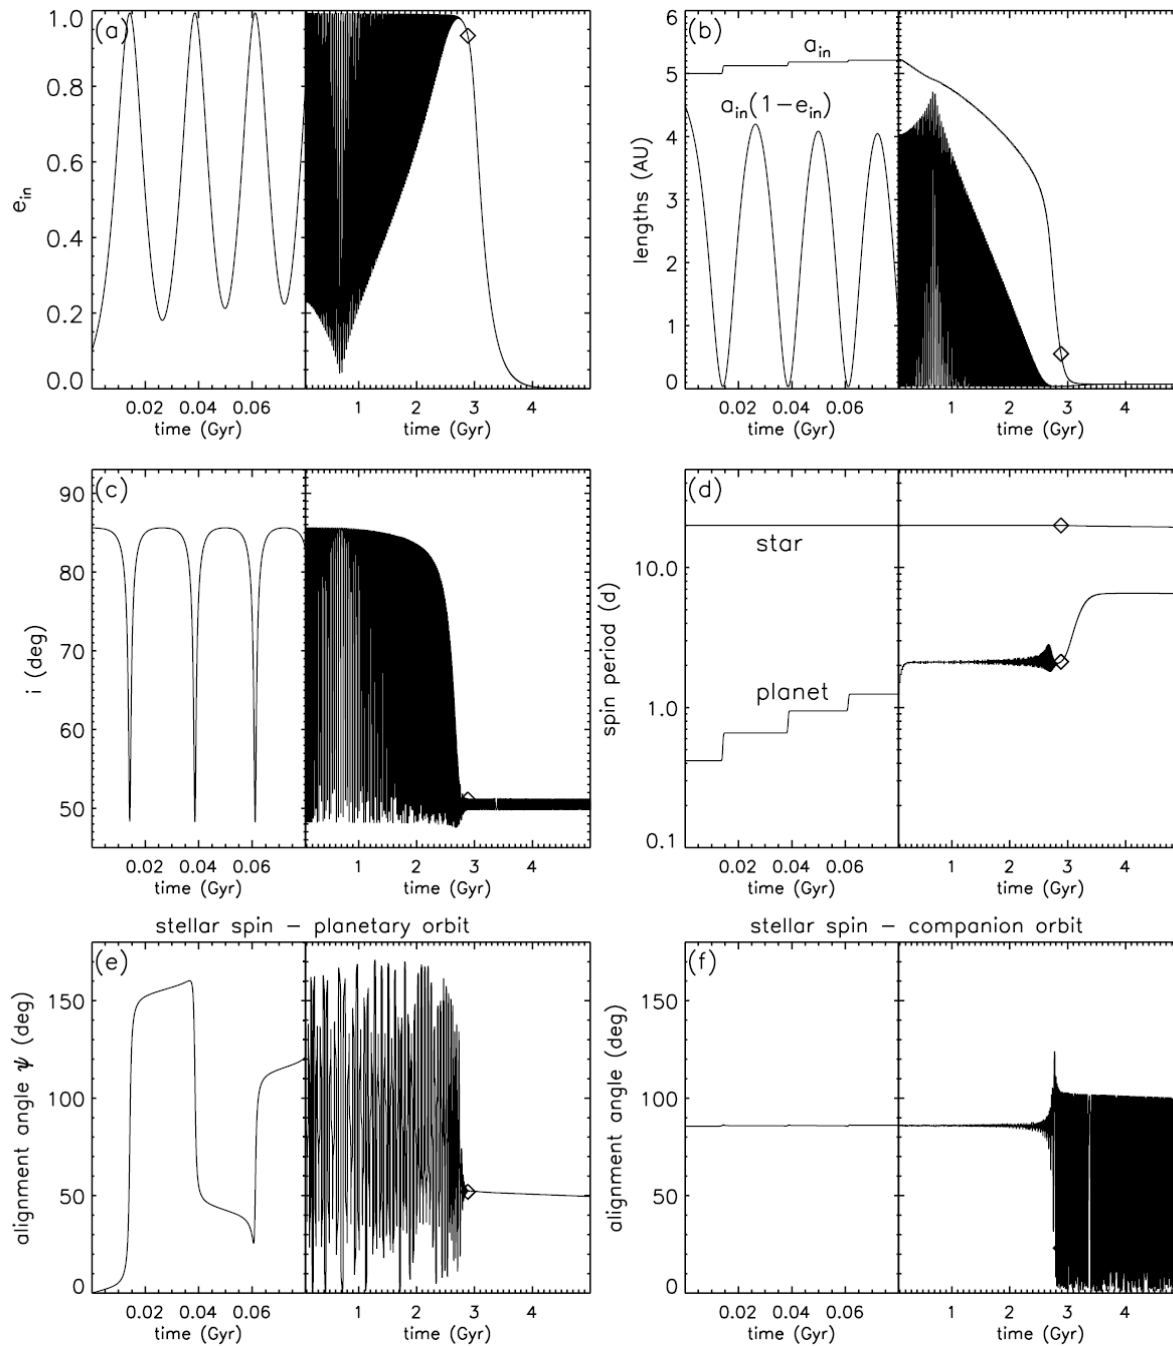 (a)
1.0
0.8
0.6
0.4
0.2
0.0
e_in
0.02 0.04 0.06 1 2 3 4
time (Gyr) time (Gyr)
(b)
6
5
4
3
2
1
0
lengths (AU)
a_in
a_in(1−e_in)
0.02 0.04 0.06 1 2 3 4
time (Gyr) time (Gyr)
(c)
90
80
70
60
50
i (deg)
0.02 0.04 0.06 1 2 3 4
time (Gyr) time (Gyr)
(d)
10.0
1.0
0.1
spin period (d)
star
planet
0.02 0.04 0.06 1 2 3 4
time (Gyr) time (Gyr)
stellar spin − planetary orbit
(e)
150
100
50
0
alignment angle ψ (deg)
0.02 0.04 0.06 1 2 3 4
time (Gyr) time (Gyr)
stellar spin − companion orbit
(f)
150
100
50
0
alignment angle (deg)
0.02 0.04 0.06 1 2 3 4
time (Gyr) time (Gyr)